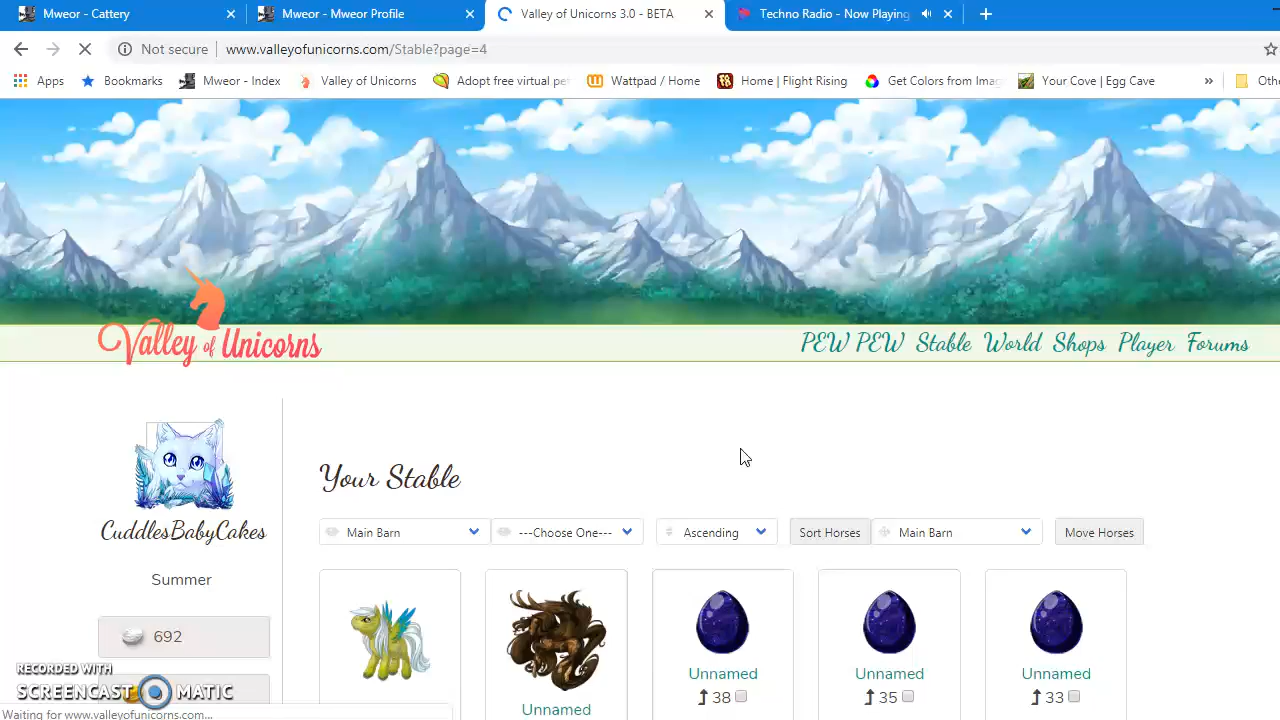 Mweor - Cattery
Mweor - Mweor Profile
Valley of Unicorns 3.0 - BETA
Techno Radio - Now Playing
Not secure
www.valleyofunicorns.com/Stable?page=4
Apps
Bookmarks
Mweor - Index
Valley of Unicorns
Adopt free virtual pe
Wattpad / Home
Home | Flight Rising
Get Colors from Imag
Your Cove | Egg Cave
»
Othe
Valley of Unicorns
PEW PEW Stable World Shops Player Forums
CuddlesBabyCakes
Summer
692
Your Stable
Main Barn
---Choose One---
Ascending
Sort Horses
Main Barn
Move Horses
Unnamed
Unnamed
38
Unnamed
35
Unnamed
33
RECORDED WITH
SCREENCAST MATIC
Waiting for www.valleyofunicorns.com...